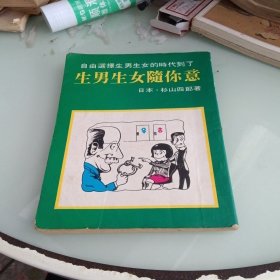 自由選擇生男生女的時代到了
生男生女隨你意
日本・杉山四郎著